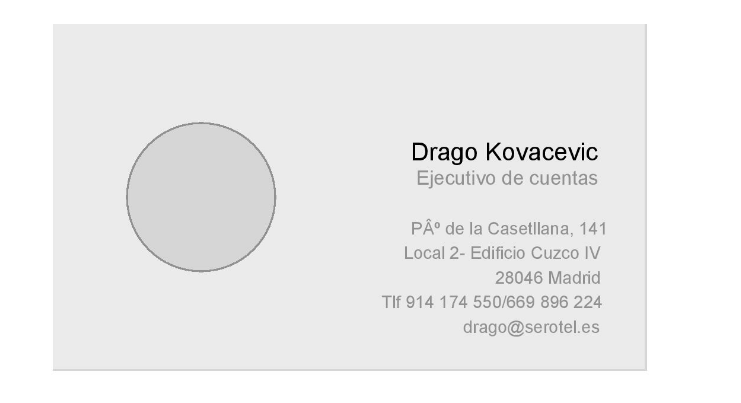 Drago Kovacevic
Ejecutivo de cuentas
PÂº de la Casetllana, 141
Local 2- Edificio Cuzco IV
28046 Madrid
Tlf 914 174 550/669 896 224
drago@serotel.es